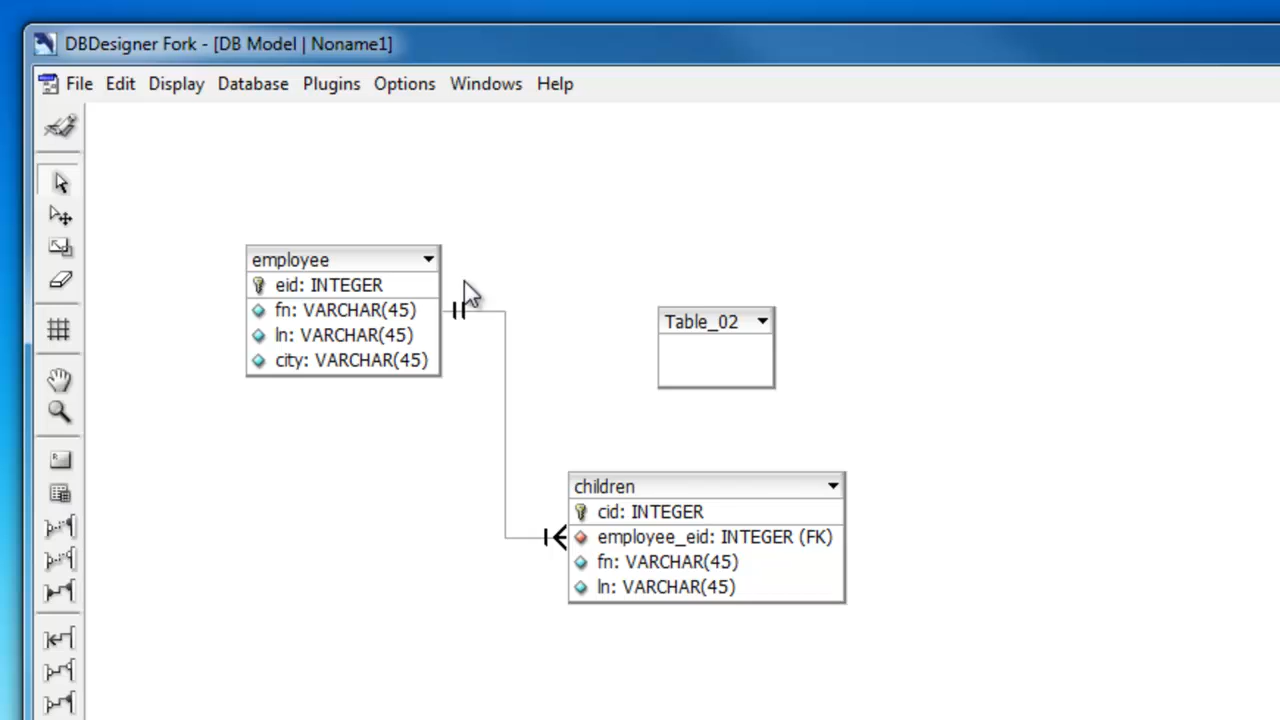 DBDesigner Fork - [DB Model | Noname1]
File Edit Display Database Plugins Options Windows Help
employee
eid: INTEGER
fn: VARCHAR(45)
ln: VARCHAR(45)
city: VARCHAR(45)
Table_02
children
cid: INTEGER
employee_eid: INTEGER (FK)
fn: VARCHAR(45)
ln: VARCHAR(45)